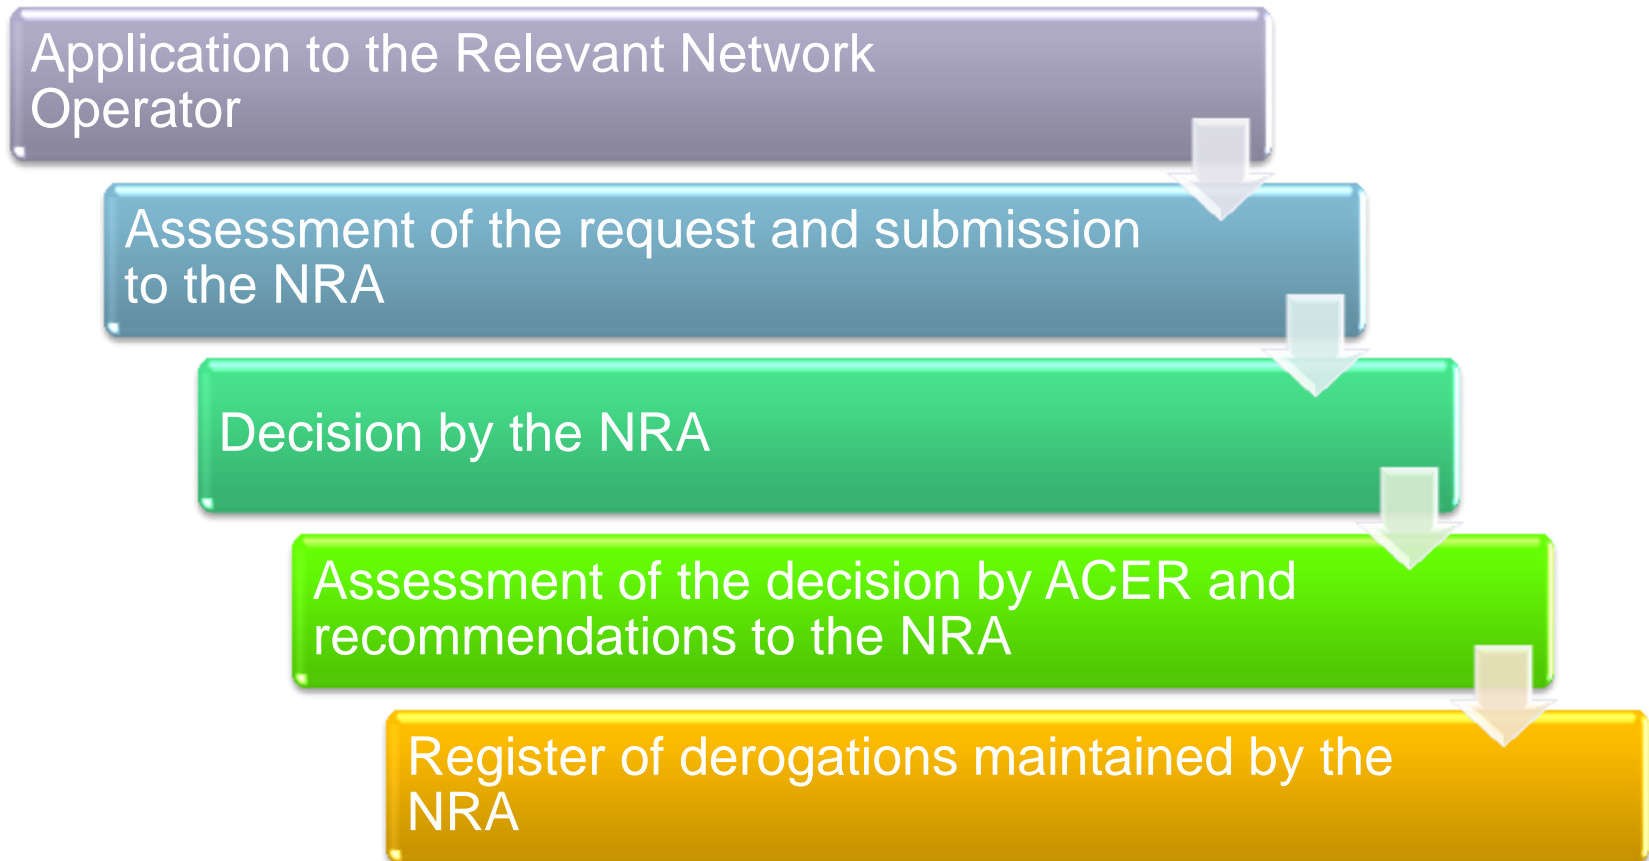 Application to the Relevant Network
Operator
Assessment of the request and submission
to the NRA
Decision by the NRA
Assessment of the decision by ACER and
recommendations to the NRA
Register of derogations maintained by the
NRA